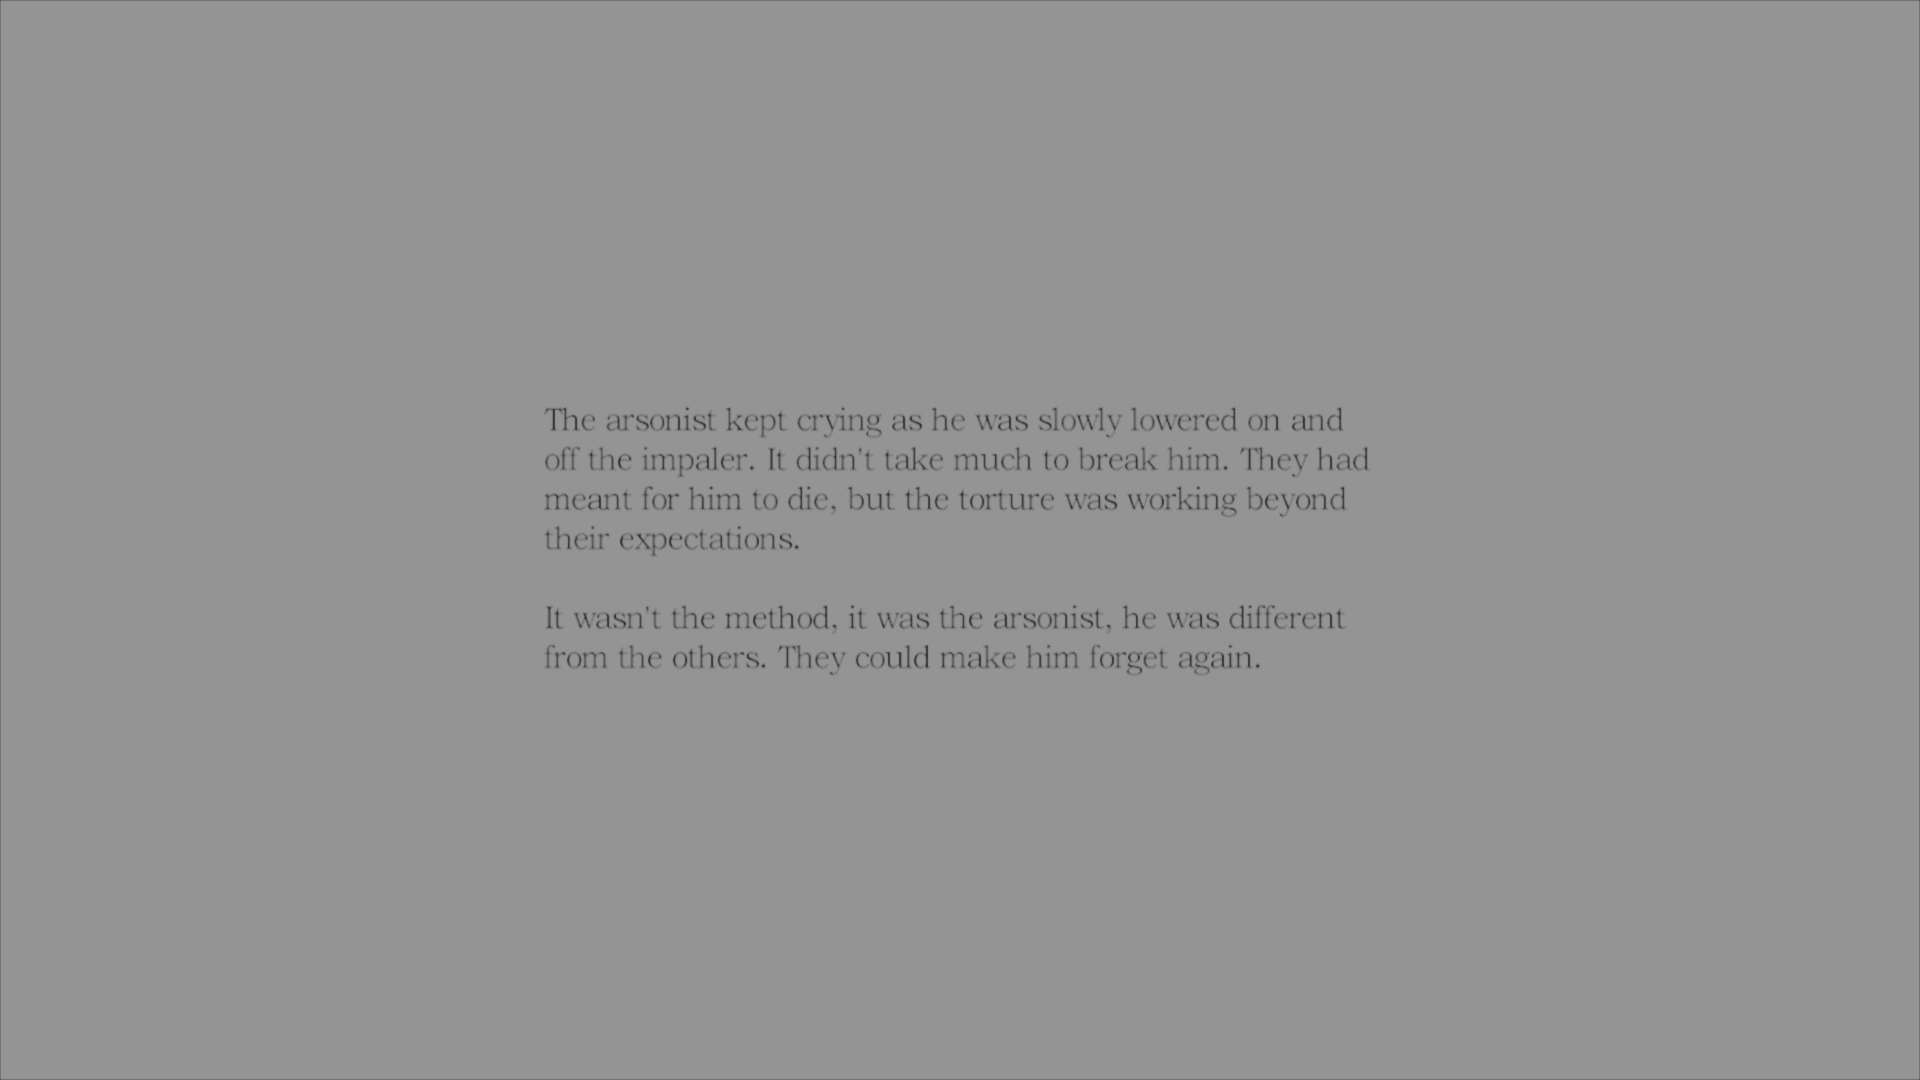 The arsonist kept crying as he was slowly lowered on and
off the impaler. It didn't take much to break him. They had
meant for him to die, but the torture was working beyond
their expectations.
It wasn't the method, it was the arsonist, he was different
from the others. They could make him forget again.